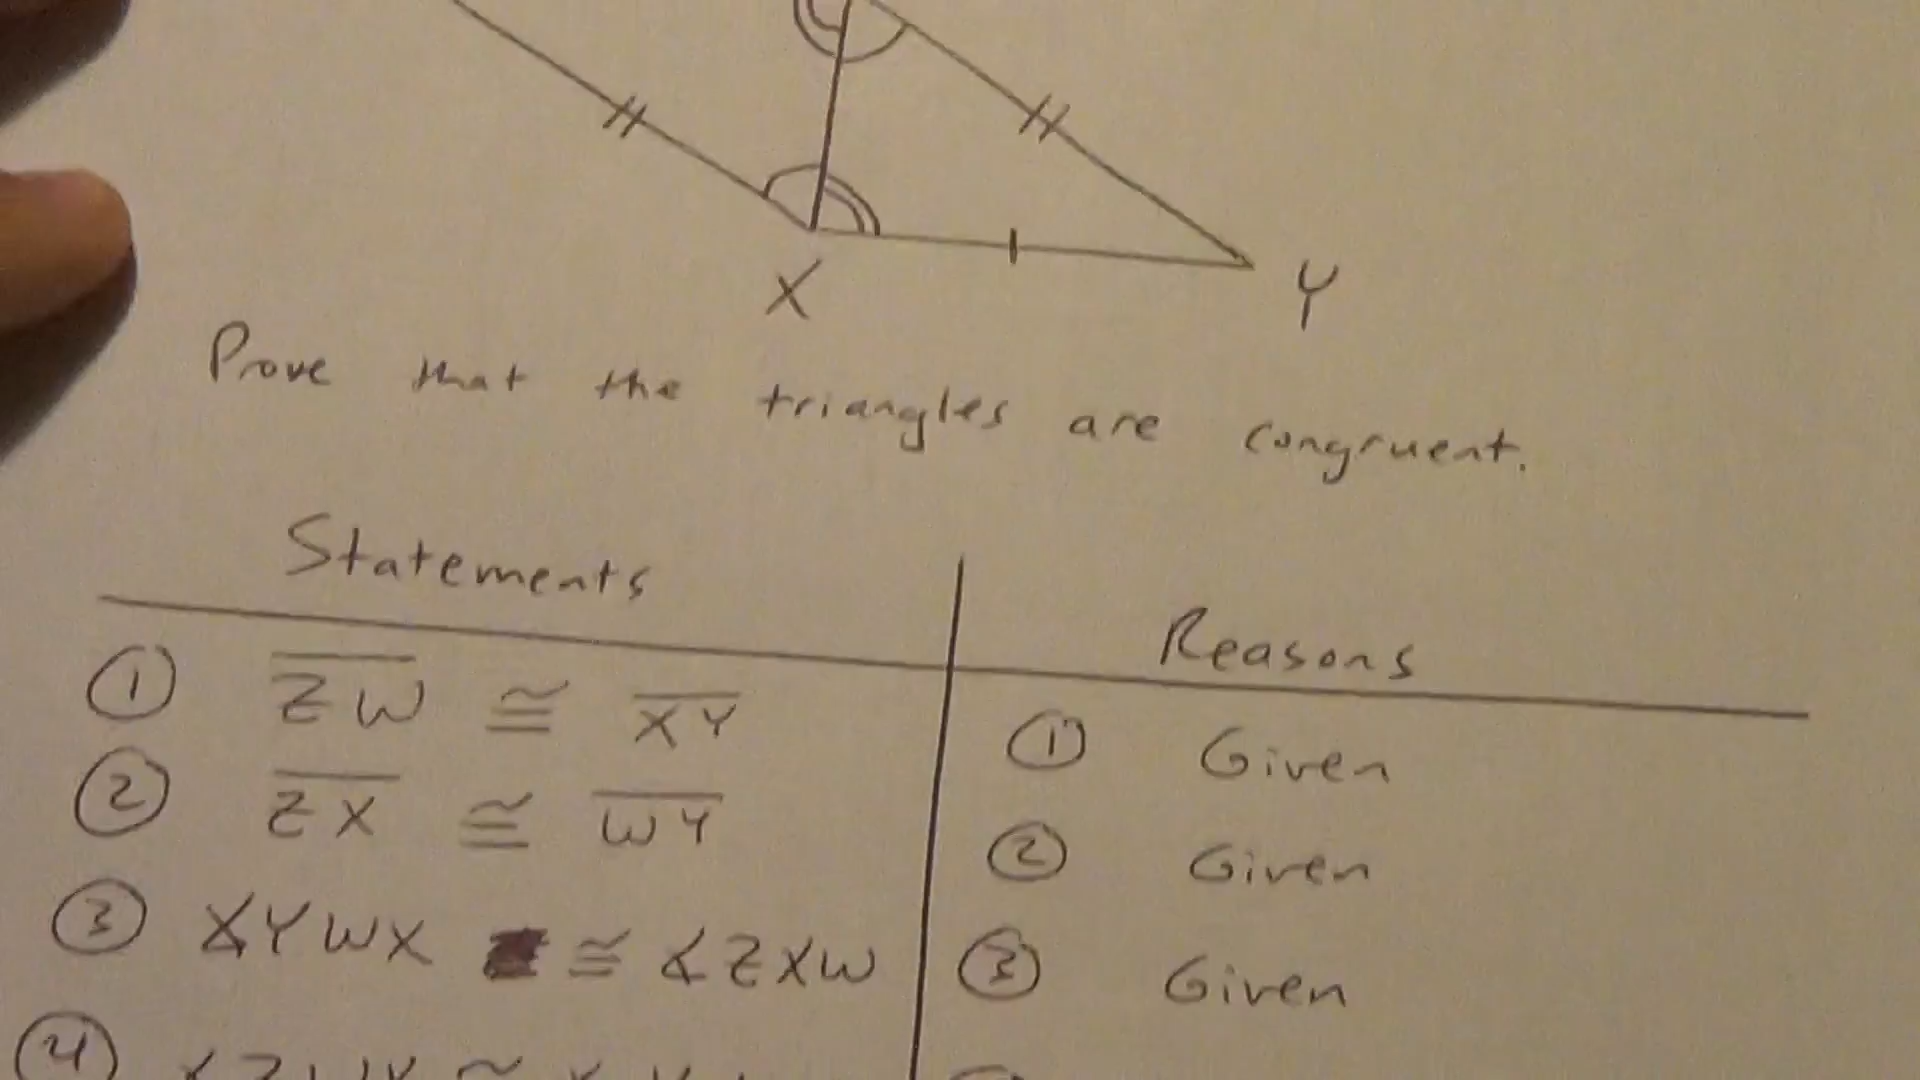 X Y
Prove that the triangles are congruent.
Statements
Reasons
① ZW ≅ XY
① Given
② ZX ≅ WY
② Given
③ ∡YWX ≅ ∡ZXW
③ Given
④